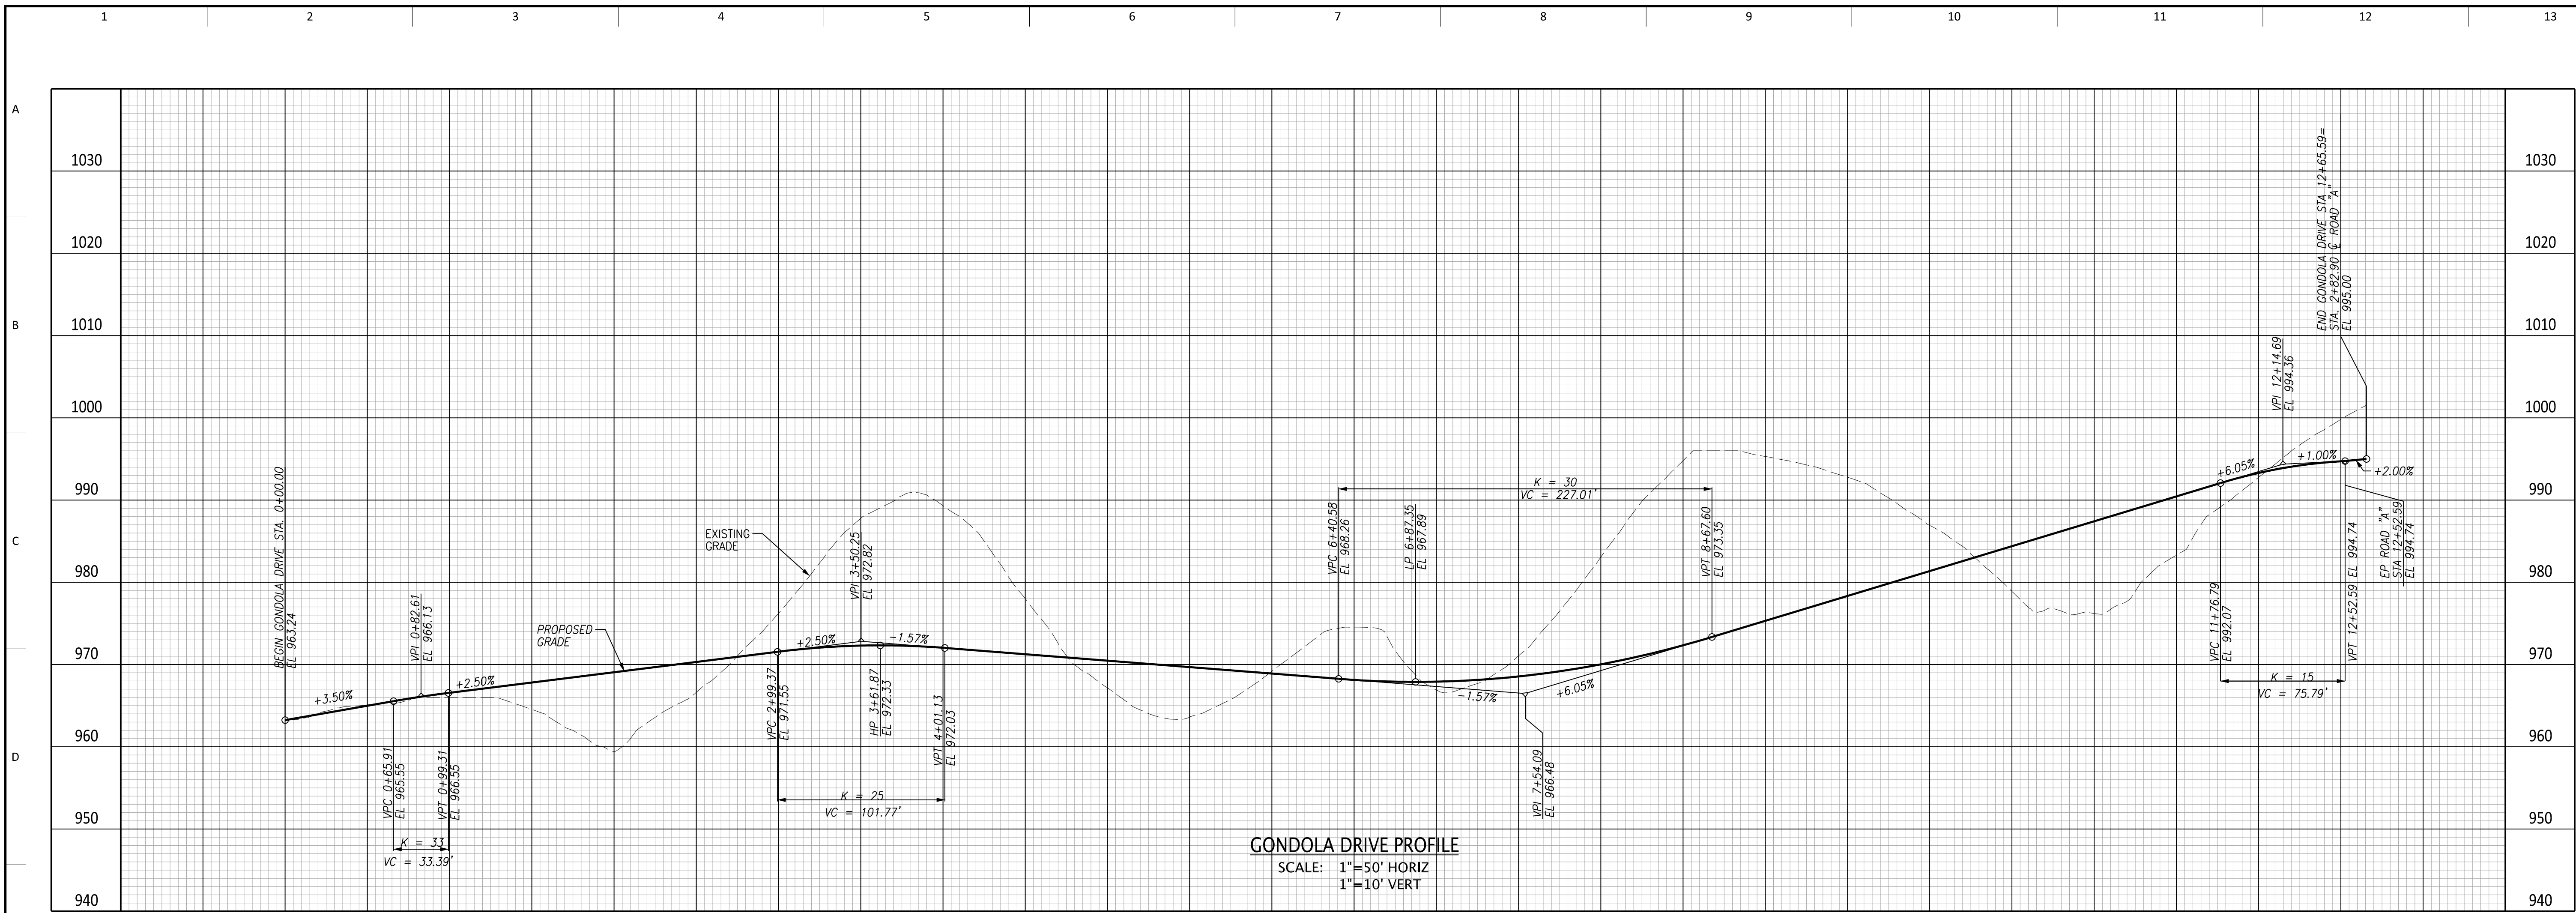 1 2 3 4 5 6 7 8 9 10 11 12 13
A
B
C
D
1030
1020
1010
1000
990
980
970
960
950
940
BEGIN GONDOLA DRIVE STA. 0+00.00
EL 963.24
+3.50%
VPC 0+65.91
EL 965.55
VPI 0+82.61
EL 966.13
VPT 0+99.31
EL 966.55
K = 33
VC = 33.39'
+2.50%
PROPOSED
GRADE
EXISTING
GRADE
VPC 2+99.37
EL 971.55
+2.50%
VPI 3+50.25
EL 972.82
-1.57%
HP 3+61.87
EL 972.33
VPT 4+01.13
EL 972.03
K = 25
VC = 101.77'
VPC 6+40.58
EL 968.26
LP 6+87.35
EL 967.89
K = 30
VC = 227.01'
-1.57%
VPI 7+54.09
EL 966.48
+6.05%
VPT 8+67.60
EL 973.35
VPC 11+76.79
EL 992.07
+6.05%
VPI 12+14.69
EL 994.36
+1.00%
K = 15
VC = 75.79'
VPT 12+52.59 EL 994.74
EP ROAD "A"
STA 12+52.59
EL 994.74
+2.00%
END GONDOLA DRIVE STA. 12+65.59=
STA. 2+82.90 ℄ ROAD "A"
EL 995.00
1030
1020
1010
1000
990
980
970
960
950
940
GONDOLA DRIVE PROFILE
SCALE: 1"=50' HORIZ
1"=10' VERT